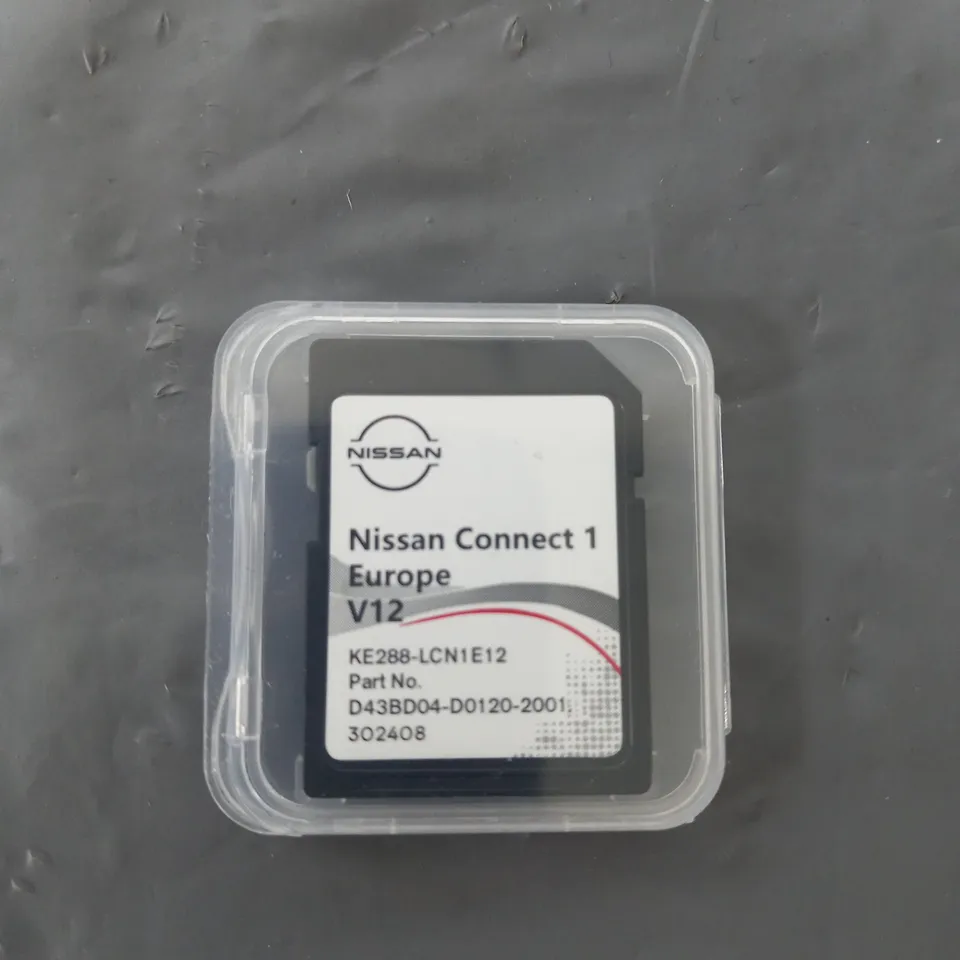 NISSAN
Nissan Connect 1
Europe
V12
KE288-LCN1E12
Part No.
D43BD04-D0120-2001
302408